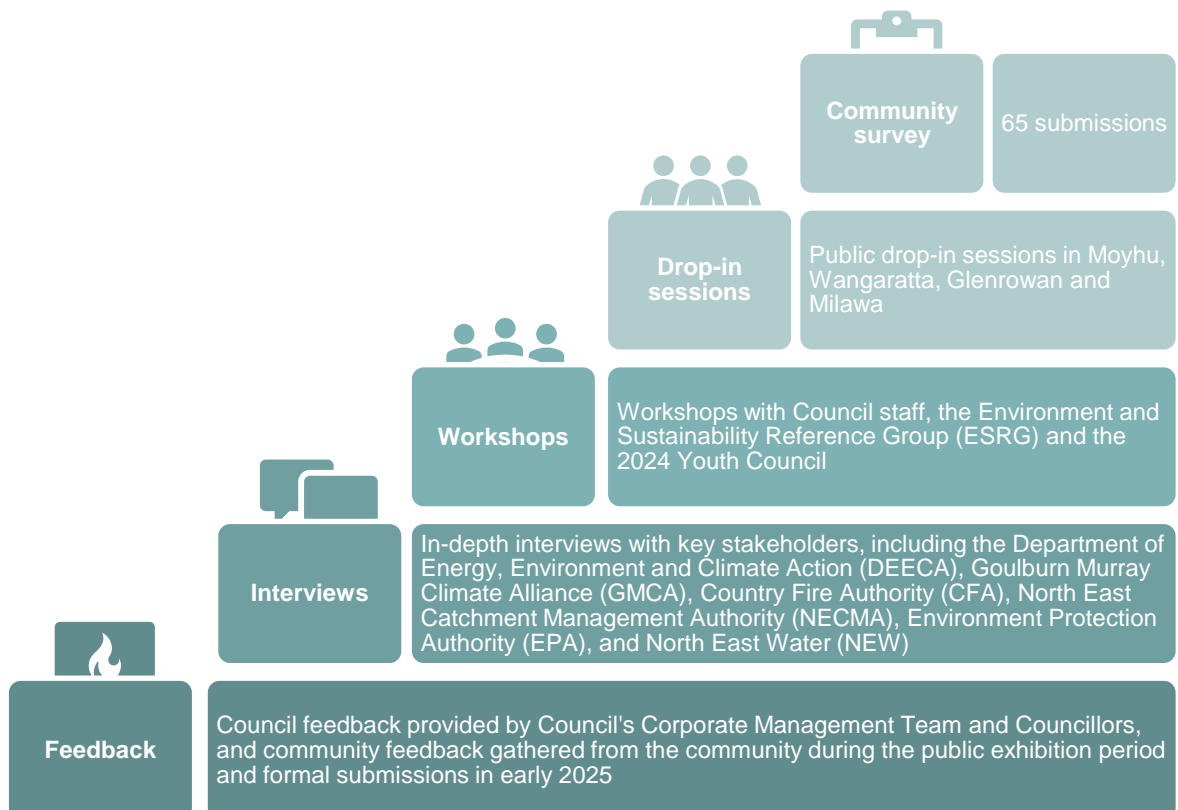 Community
survey
65 submissions
Drop-in
sessions
Public drop-in sessions in Moyhu,
Wangaratta, Glenrowan and
Milawa
Workshops
Workshops with Council staff, the Environment and
Sustainability Reference Group (ESRG) and the
2024 Youth Council
Interviews
In-depth interviews with key stakeholders, including the Department of
Energy, Environment and Climate Action (DEECA), Goulburn Murray
Climate Alliance (GMCA), Country Fire Authority (CFA), North East
Catchment Management Authority (NECMA), Environment Protection
Authority (EPA), and North East Water (NEW)
Feedback
Council feedback provided by Council's Corporate Management Team and Councillors,
and community feedback gathered from the community during the public exhibition period
and formal submissions in early 2025